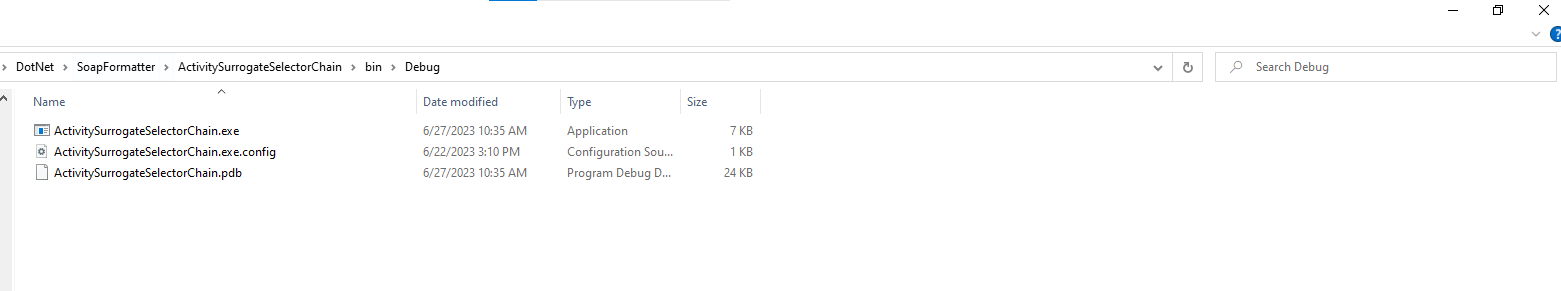 DotNet > SoapFormatter > ActivitySurrogateSelectorChain > bin > Debug
Search Debug
Name Date modified Type Size
ActivitySurrogateSelectorChain.exe 6/27/2023 10:35 AM Application 7 KB
ActivitySurrogateSelectorChain.exe.config 6/22/2023 3:10 PM Configuration Sou... 1 KB
ActivitySurrogateSelectorChain.pdb 6/27/2023 10:35 AM Program Debug D... 24 KB